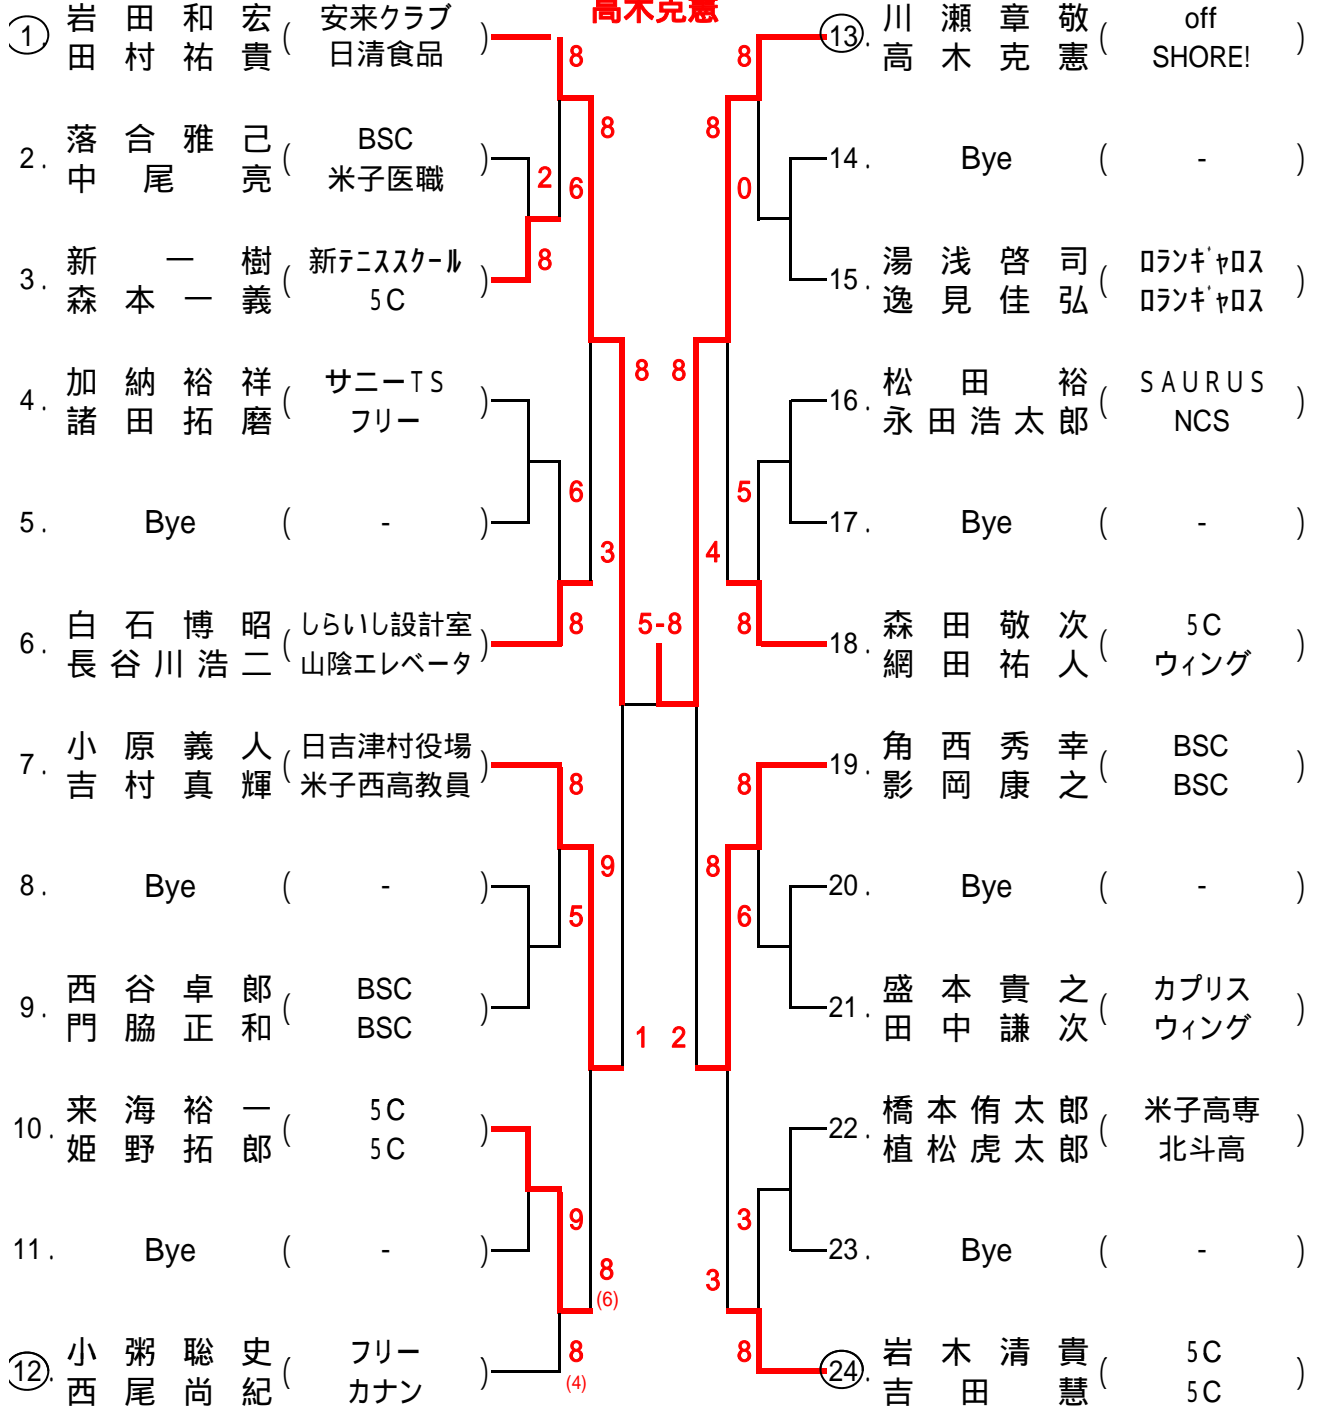 高木克憲
1. 岩田和宏 ( 安来クラブ )
田村祐貴 日清食品
2. 落合雅己 ( BSC )
中尾亮 米子医職
3. 新一樹 ( 新テニススクール )
森本一義 5C
4. 加納裕祥 ( サニーTS )
諸田拓磨 フリー
5. Bye ( - )
6. 白石博昭 ( しらいし設計室 )
長谷川浩二 山陰エレベータ
7. 小原義人 ( 日吉津村役場 )
吉村真輝 米子西高教員
8. Bye ( - )
9. 西谷卓郎 ( BSC )
門脇正和 BSC
10. 来海裕一 ( 5C )
姫野拓郎 5C
11. Bye ( - )
12. 小粥聡史 ( フリー )
西尾尚紀 カナン
8
8
2
6
8
8
6
3
8
8
9
5
1
9
8
(6)
8
(4)
5-8
8
8
0
8
5
4
8
8
8
6
2
3
3
8
13. 川瀬章敬 ( off )
高木克憲 SHORE!
14. Bye ( - )
15. 湯浅啓司 ( ロランギャロス )
逸見佳弘 ロランギャロス
16. 松田裕 ( SAURUS )
永田浩太郎 NCS
17. Bye ( - )
18. 森田敬次 ( 5C )
網田祐人 ウィング
19. 角西秀幸 ( BSC )
影岡康之 BSC
20. Bye ( - )
21. 盛本貴之 ( カプリス )
田中謙次 ウィング
22. 橋本侑太郎 ( 米子高専 )
植松虎太郎 北斗高
23. Bye ( - )
24. 岩木清貴 ( 5C )
吉田慧 5C